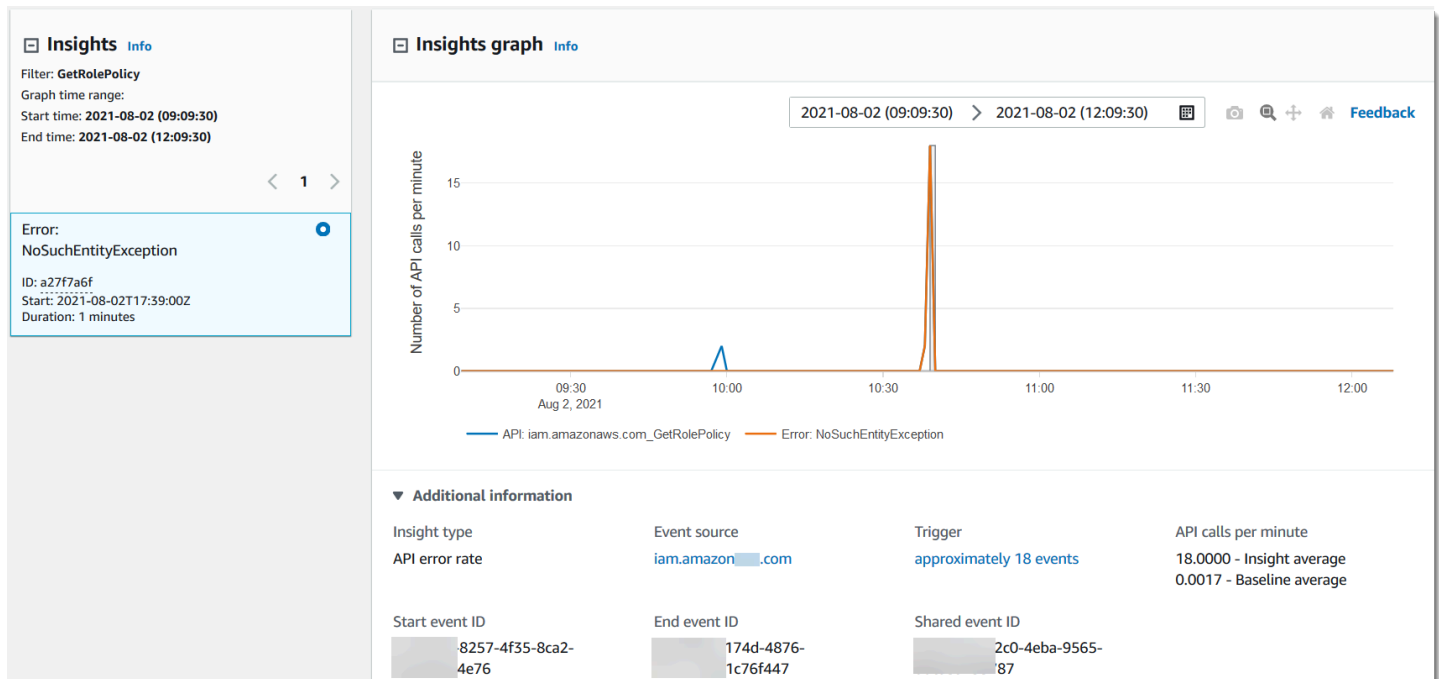 Insights Info
Filter: GetRolePolicy
Graph time range:
Start time: 2021-08-02 (09:09:30)
End time: 2021-08-02 (12:09:30)
1
Error:
NoSuchEntityException
ID: a27f7a6f
Start: 2021-08-02T17:39:00Z
Duration: 1 minutes
Insights graph Info
2021-08-02 (09:09:30) 2021-08-02 (12:09:30) Feedback
Number of API calls per minute
15
10
5
0
09:30 10:00 10:30 11:00 11:30 12:00
Aug 2, 2021
API: iam.amazonaws.com_GetRolePolicy Error: NoSuchEntityException
Additional information
Insight type Event source Trigger API calls per minute
API error rate iam.amazon .com approximately 18 events 18.0000 - Insight average
0.0017 - Baseline average
Start event ID End event ID Shared event ID
-8257-4f35-8ca2- 174d-4876- 2c0-4eba-9565-
4e76 1c76f447 87